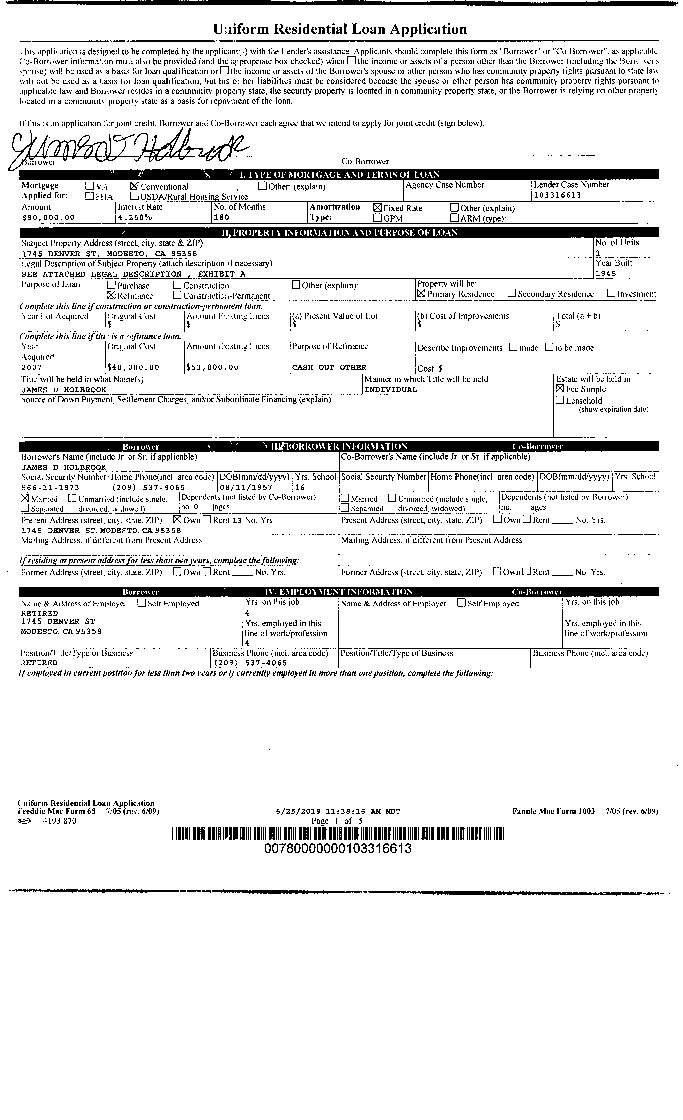 Uniform Residential Loan Application
This application is designed to be completed by the applicant(s) with the Lender's assistance. Applicants should complete this form as "Borrower" or "Co-Borrower", as applicable
Co-Borrower information must also be provided (and the appropriate box checked) when ☐ the income or assets of a person other than the Borrower (including the Borrower's
spouse) will be used as a basis for loan qualification or ☐ the income or assets of the Borrower's spouse or other person who has community property rights pursuant to state law
will not be used as a basis for loan qualification, but his or her liabilities must be considered because the spouse or other person has community property rights pursuant to
applicable law and Borrower resides in a community property state, the security property is located in a community property state, or the Borrower is relying on other property
located in a community property state as a basis for repayment of the loan.
If this is an application for joint credit, Borrower and Co-Borrower each agree that we intend to apply for joint credit (sign below).
Borrower Co-Borrower
I. TYPE OF MORTGAGE AND TERMS OF LOAN
Mortgage ☐ VA ☒ Conventional ☐ Other (explain) Agency Case Number Lender Case Number
Applied for: ☐ FHA ☐ USDA/Rural Housing Service 103316613
Amount Interest Rate No. of Months Amortization ☒ Fixed Rate ☐ Other (explain)
$90,000.00 4.250% 180 Type: ☐ GPM ☐ ARM (type):
II. PROPERTY INFORMATION AND PURPOSE OF LOAN
Subject Property Address (street, city, state & ZIP) No. of Units
1745 DENVER ST, MODESTO, CA 95358 1
Legal Description of Subject Property (attach description if necessary) Year Built
SEE ATTACHED LEGAL DESCRIPTION , EXHIBIT A 1945
Purpose of Loan ☐ Purchase ☐ Construction ☐ Other (explain) Property will be:
☒ Refinance ☐ Construction-Permanent ☒ Primary Residence ☐ Secondary Residence ☐ Investment
Complete this line if construction or construction-permanent loan.
Year Lot Acquired Original Cost Amount Existing Liens (a) Present Value of Lot (b) Cost of Improvements Total (a + b)
$ $ $ $ $
Complete this line if this is a refinance loan.
Year Original Cost Amount Existing Liens Purpose of Refinance Describe Improvements ☐ made ☐ to be made
Acquired
2007 $48,000.00 $53,000.00 CASH OUT OTHER Cost $
Title will be held in what Name(s) Manner in which Title will be held Estate will be held in
JAMES D HOLBROOK INDIVIDUAL ☒ Fee Simple
Source of Down Payment, Settlement Charges, and/or Subordinate Financing (explain) ☐ Leasehold
(show expiration date)
Borrower III. BORROWER INFORMATION Co-Borrower
Borrower's Name (include Jr. or Sr. if applicable) Co-Borrower's Name (include Jr. or Sr. if applicable)
JAMES D HOLBROOK
Social Security Number Home Phone(incl. area code) DOB(mm/dd/yyyy) Yrs. School Social Security Number Home Phone(incl. area code) DOB(mm/dd/yyyy) Yrs. School
566-11-1973 (209) 537-4065 08/11/1957 16
☒ Married ☐ Unmarried (include single, Dependents (not listed by Co-Borrower) ☐ Married ☐ Unmarried (include single, Dependents (not listed by Borrower)
☐ Separated divorced, widowed) no. 0 ages ☐ Separated divorced, widowed) no. ages
Present Address (street, city, state, ZIP) ☒ Own ☐ Rent 13 No. Yrs Present Address (street, city, state, ZIP) ☐ Own ☐ Rent ____ No. Yrs.
1745 DENVER ST, MODESTO, CA 95358
Mailing Address, if different from Present Address Mailing Address, if different from Present Address
If residing at present address for less than two years, complete the following:
Former Address (street, city, state, ZIP) ☐ Own ☐ Rent ____ No. Yrs. Former Address (street, city, state, ZIP) ☐ Own ☐ Rent ____ No. Yrs.
Borrower IV. EMPLOYMENT INFORMATION Co-Borrower
Name & Address of Employer ☐ Self Employed Yrs. on this job Name & Address of Employer ☐ Self Employed Yrs. on this job
RETIRED 4
1745 DENVER ST Yrs. employed in this Yrs. employed in this
MODESTO, CA 95358 line of work/profession line of work/profession
4
Position/Title/Type of Business Business Phone (incl. area code) Position/Title/Type of Business Business Phone (incl. area code)
RETIRED (209) 537-4065
If employed in current position for less than two years or if currently employed in more than one position, complete the following:
Uniform Residential Loan Application
Freddie Mac Form 65 7/05 (rev. 6/09) 6/25/2019 11:39:15 AM MDT Fannie Mae Form 1003 7/05 (rev. 6/09)
Page 1 of 5
00780000000103316613